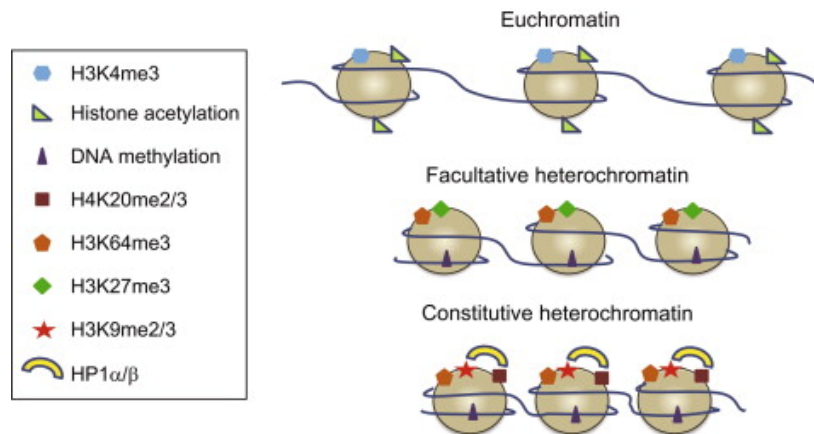 Euchromatin
H3K4me3
Histone acetylation
DNA methylation
H4K20me2/3
H3K64me3
H3K27me3
H3K9me2/3
HP1α/β
Facultative heterochromatin
Constitutive heterochromatin